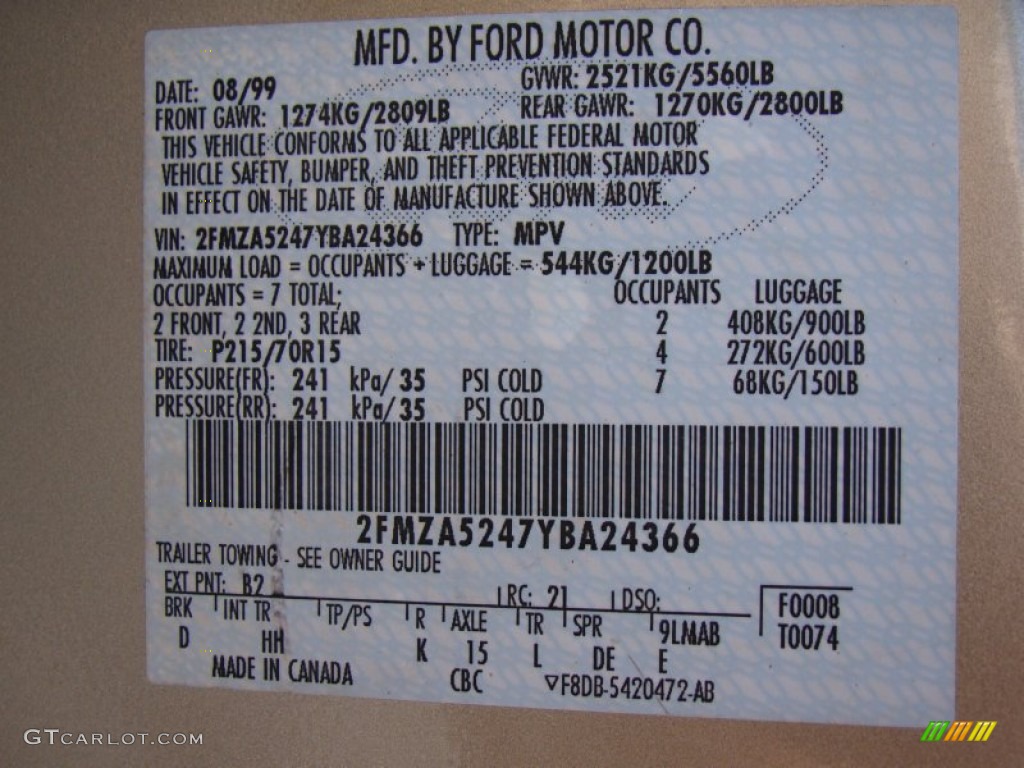 MFD. BY FORD MOTOR CO.
DATE: 08/99 GVWR: 2521KG/5560LB
FRONT GAWR: 1274KG/2809LB REAR GAWR: 1270KG/2800LB
THIS VEHICLE CONFORMS TO ALL APPLICABLE FEDERAL MOTOR
VEHICLE SAFETY, BUMPER, AND THEFT PREVENTION STANDARDS
IN EFFECT ON THE DATE OF MANUFACTURE SHOWN ABOVE.
VIN: 2FMZA5247YBA24366 TYPE: MPV
MAXIMUM LOAD = OCCUPANTS + LUGGAGE = 544KG/1200LB
OCCUPANTS = 7 TOTAL; OCCUPANTS LUGGAGE
2 FRONT, 2 2ND, 3 REAR 2 408KG/900LB
TIRE: P215/70R15 4 272KG/600LB
PRESSURE(FR): 241 kPa/ 35 PSI COLD 7 68KG/150LB
PRESSURE(RR): 241 kPa/ 35 PSI COLD
2FMZA5247YBA24366
TRAILER TOWING - SEE OWNER GUIDE
EXT PNT: B2 RC: 21 DSO: F0008
BRK INT TR TP/PS R AXLE TR SPR 9LMAB T0074
D HH K 15 L DE E
MADE IN CANADA CBC ▽F8DB-5420472-AB
GTCARLOT.COM